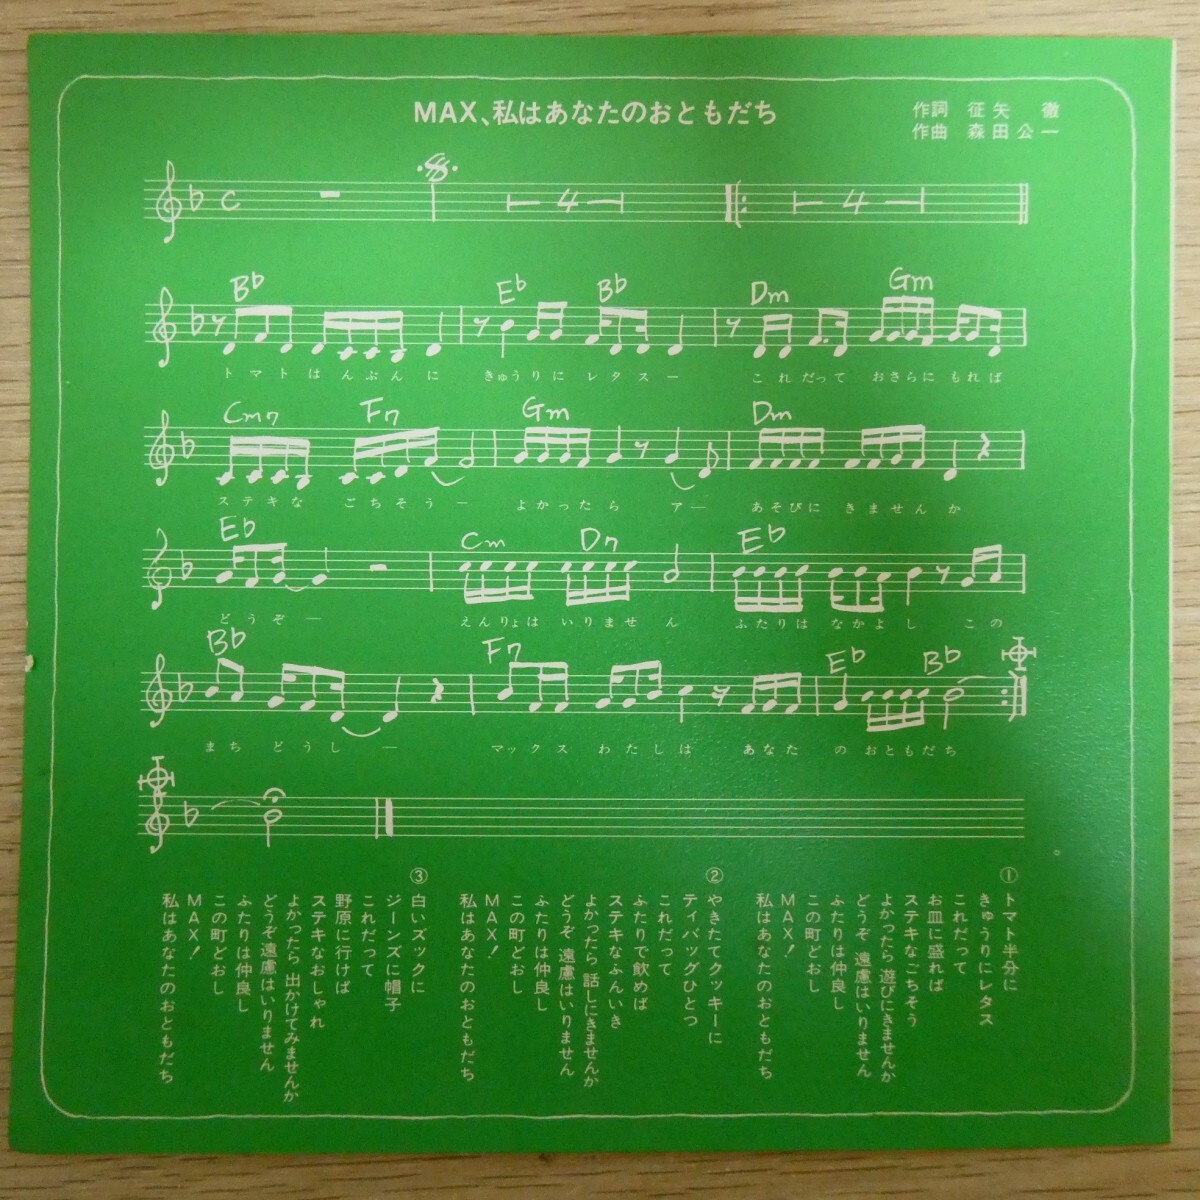 MAX、私はあなたのおともだち
作詞 征矢 徹
作曲 森田公一
4 4
B♭ E♭ B♭ Dm Gm
トマトはんぶんに きゅうりにレタスー これだって おさらに もれば
Cm7 F7 Gm Dm
ステキな ごちそうー よかったら アー あそびに きませんか
E♭ Cm D7 E♭
どうぞー えんりょは いりません ふたりは なかよし この
B♭ F7 E♭ B♭
まち どうし ー マックス わたしは あなた の おともだち
①
トマト半分に
きゅうりにレタス
これだって
お皿に盛れば
ステキなごちそう
よかったら 遊びにきませんか
どうぞ 遠慮はいりません
ふたりは仲良し
この町どおし
MAX!
私はあなたのおともだち
②
やきたてクッキーに
ティバッグひとつ
これだって
ふたりで飲めば
ステキなふんいき
よかったら 話しにきませんか
どうぞ 遠慮はいりません
ふたりは仲良し
この町どおし
MAX!
私はあなたのおともだち
③
白いズックに
ジーンズに帽子
これだって
野原に行けば
ステキなおしゃれ
よかったら 出かけてみませんか
どうぞ遠慮はいりません
ふたりは仲良し
この町どおし
MAX!
私はあなたのおともだち